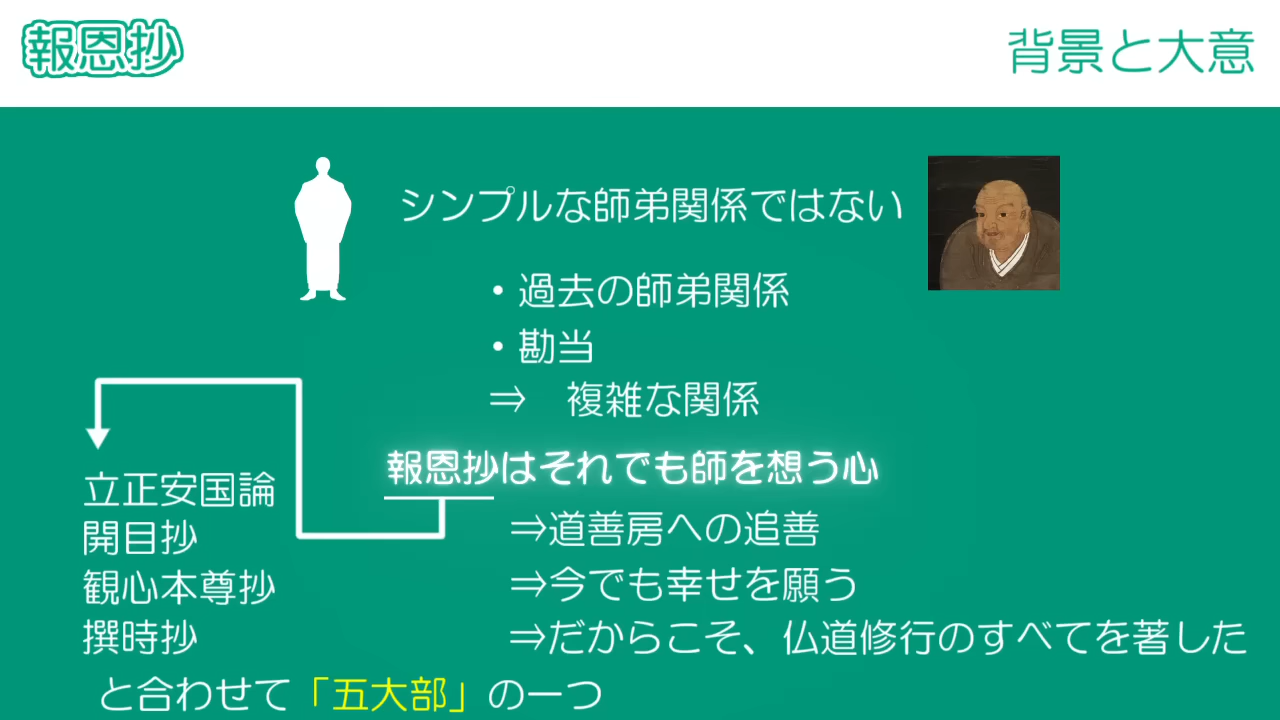 報恩抄
背景と大意
シンプルな師弟関係ではない
・過去の師弟関係
・勘当
⇒ 複雑な関係
報恩抄はそれでも師を想う心
⇒道善房への追善
⇒今でも幸せを願う
⇒だからこそ、仏道修行のすべてを著した
立正安国論
開目抄
観心本尊抄
撰時抄
と合わせて「五大部」の一つ